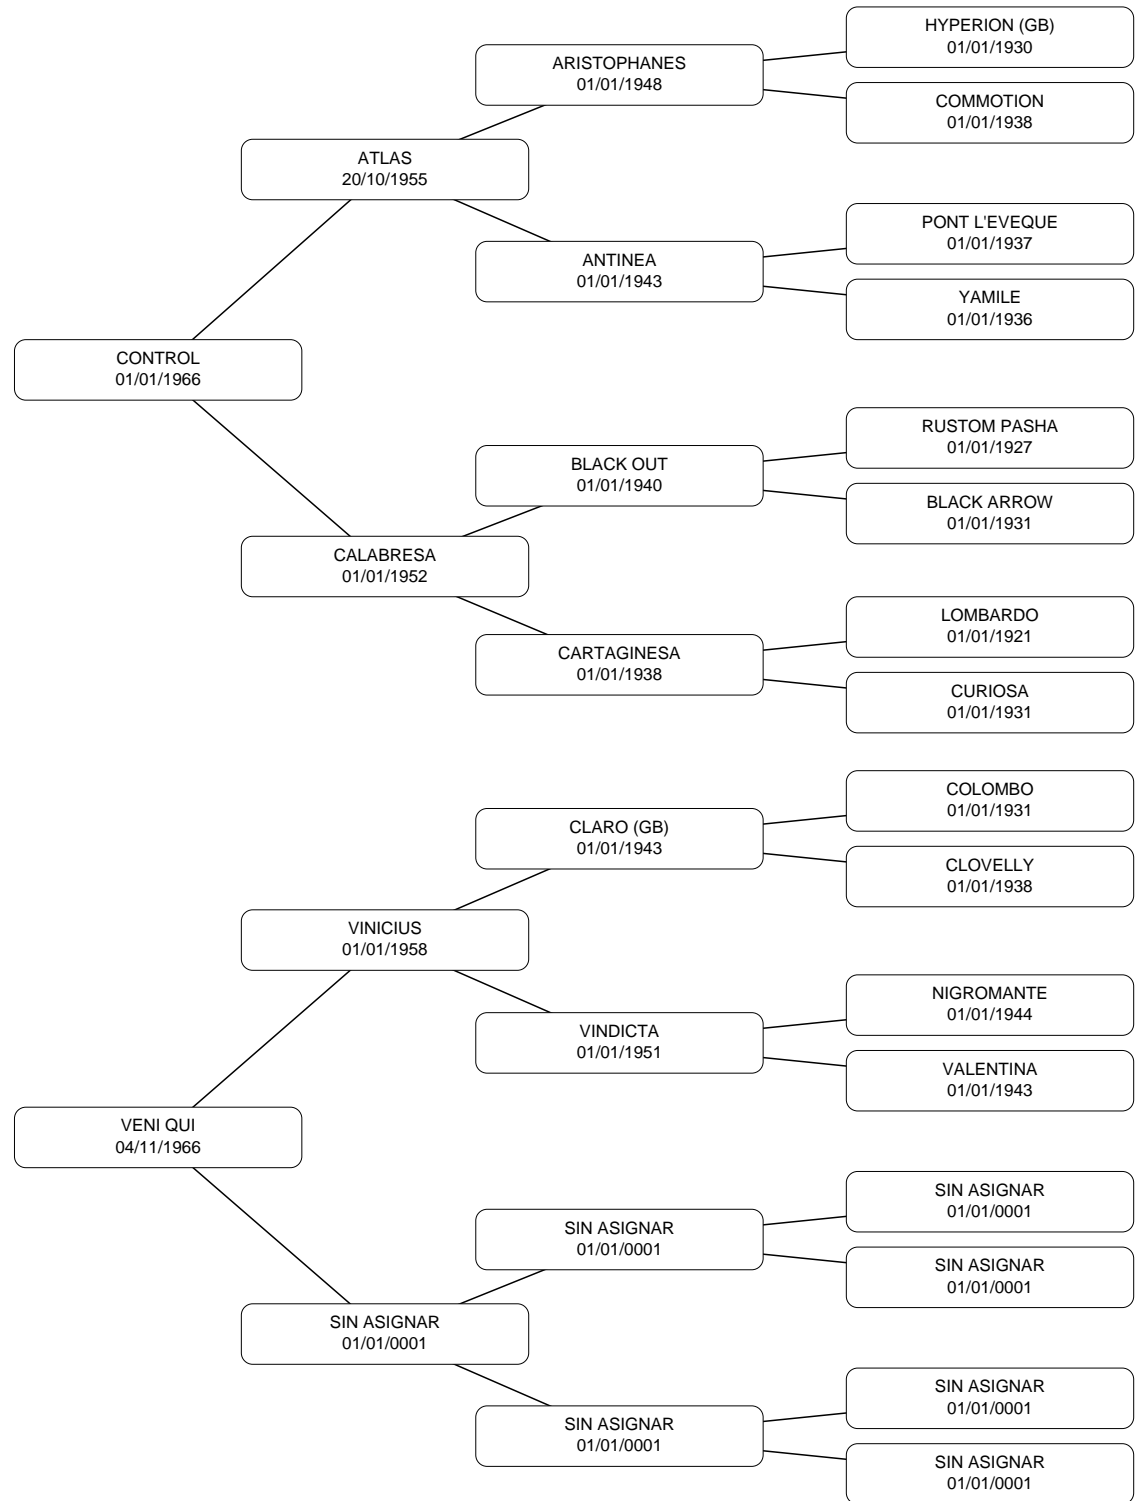 HYPERION (GB)
01/01/1930
ARISTOPHANES
01/01/1948
COMMOTION
01/01/1938
ATLAS
20/10/1955
PONT L'EVEQUE
01/01/1937
ANTINEA
01/01/1943
YAMILE
01/01/1936
CONTROL
01/01/1966
RUSTOM PASHA
01/01/1927
BLACK OUT
01/01/1940
BLACK ARROW
01/01/1931
CALABRESA
01/01/1952
LOMBARDO
01/01/1921
CARTAGINESA
01/01/1938
CURIOSA
01/01/1931
COLOMBO
01/01/1931
CLARO (GB)
01/01/1943
CLOVELLY
01/01/1938
VINICIUS
01/01/1958
NIGROMANTE
01/01/1944
VINDICTA
01/01/1951
VALENTINA
01/01/1943
VENI QUI
04/11/1966
SIN ASIGNAR
01/01/0001
SIN ASIGNAR
01/01/0001
SIN ASIGNAR
01/01/0001
SIN ASIGNAR
01/01/0001
SIN ASIGNAR
01/01/0001
SIN ASIGNAR
01/01/0001
SIN ASIGNAR
01/01/0001